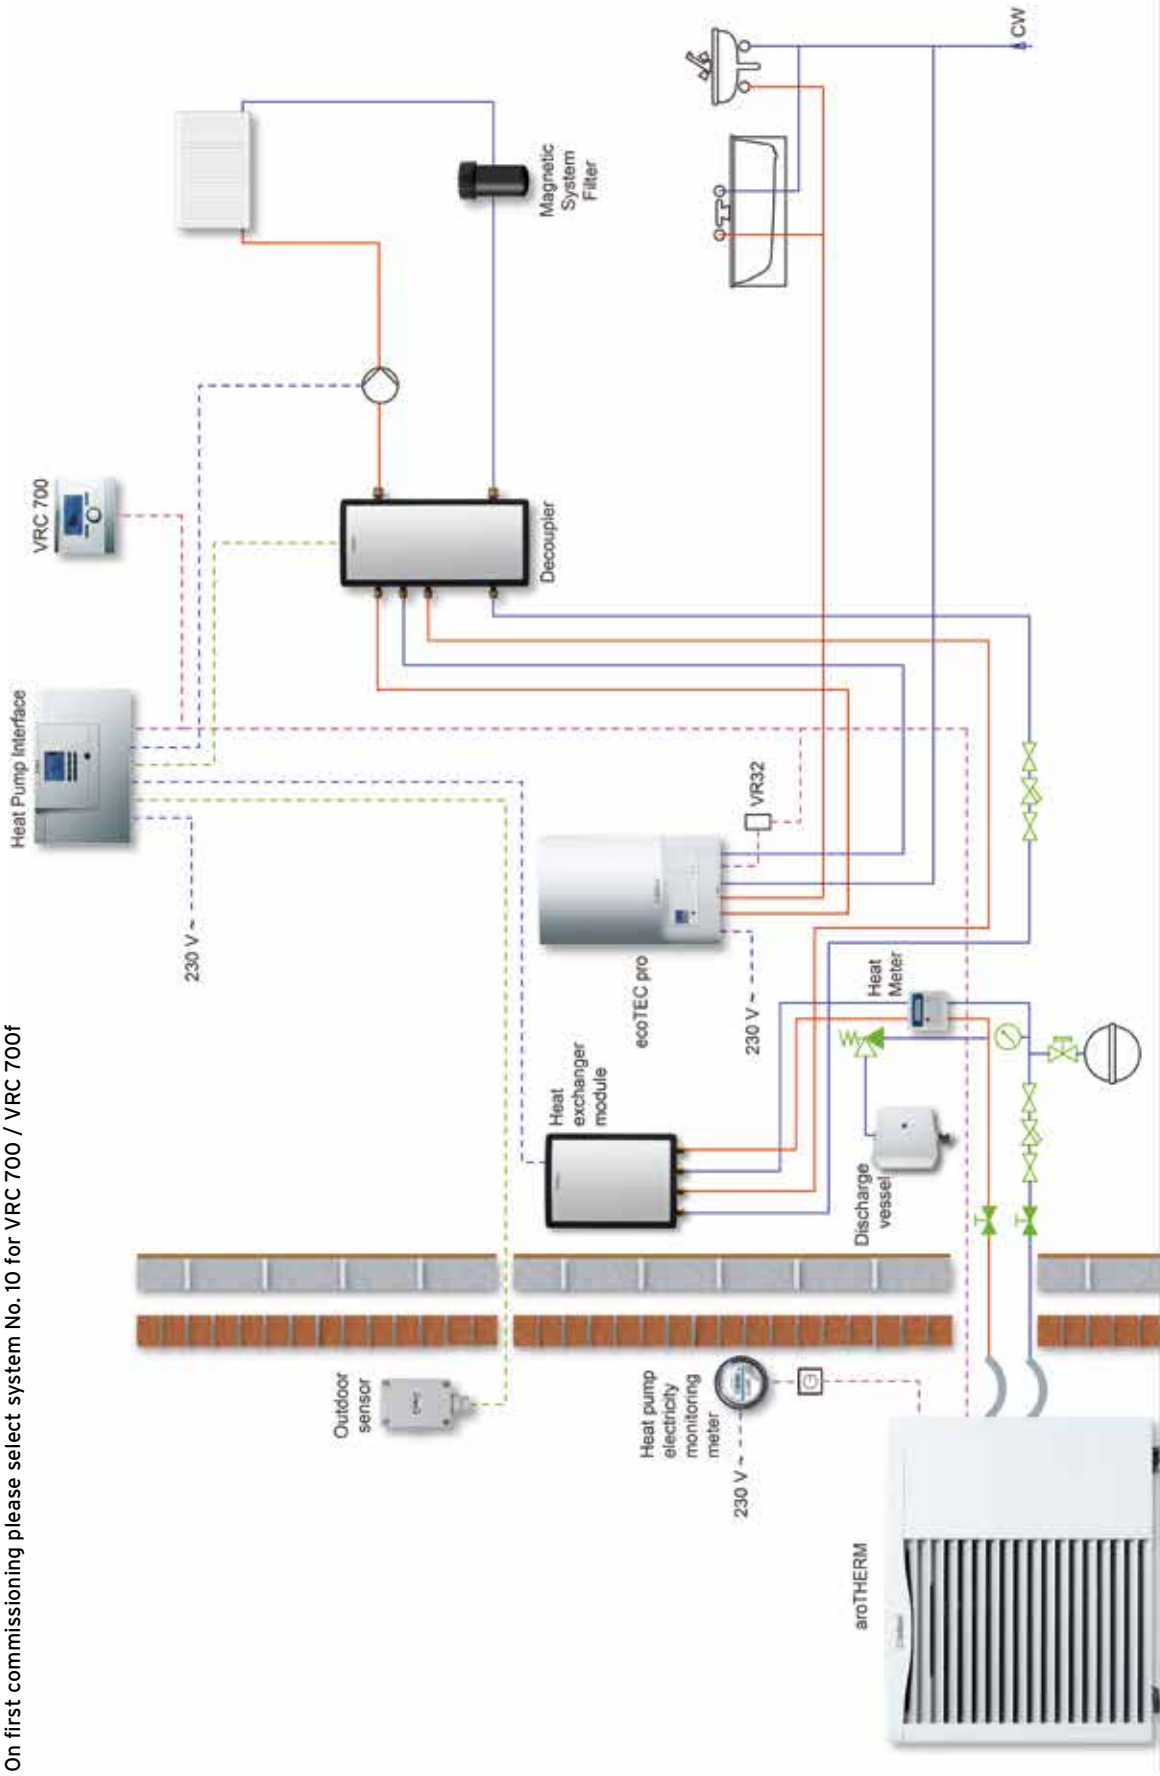 On first commissioning please select system No. 10 for VRC 700 / VRC 700f
Heat Pump Interface
VRC 700
230 V ~
Outdoor
sensor
Decoupler
Magnetic
System
Filter
Heat
exchanger
module
ecoTEC pro
230 V ~
VR32
Heat pump
electricity
monitoring
meter
230 V ~
Discharge
vessel
Heat
Meter
aroTHERM
CW